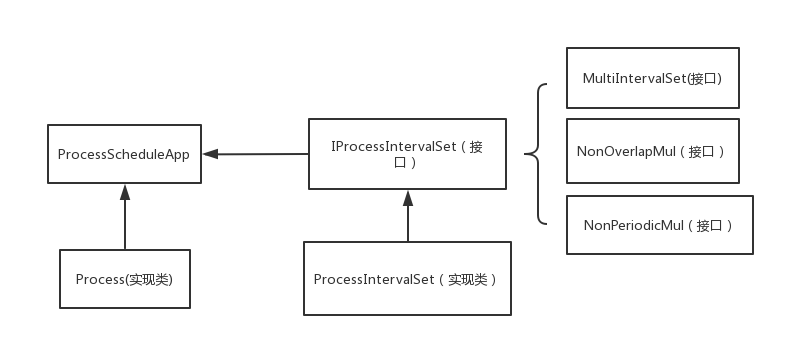 MultiIntervalSet(接口)
ProcessScheduleApp
IProcessIntervalSet（接
口）
NonOverlapMul（接口）
NonPeriodicMul（接口）
Process(实现类)
ProcessIntervalSet（实现类）